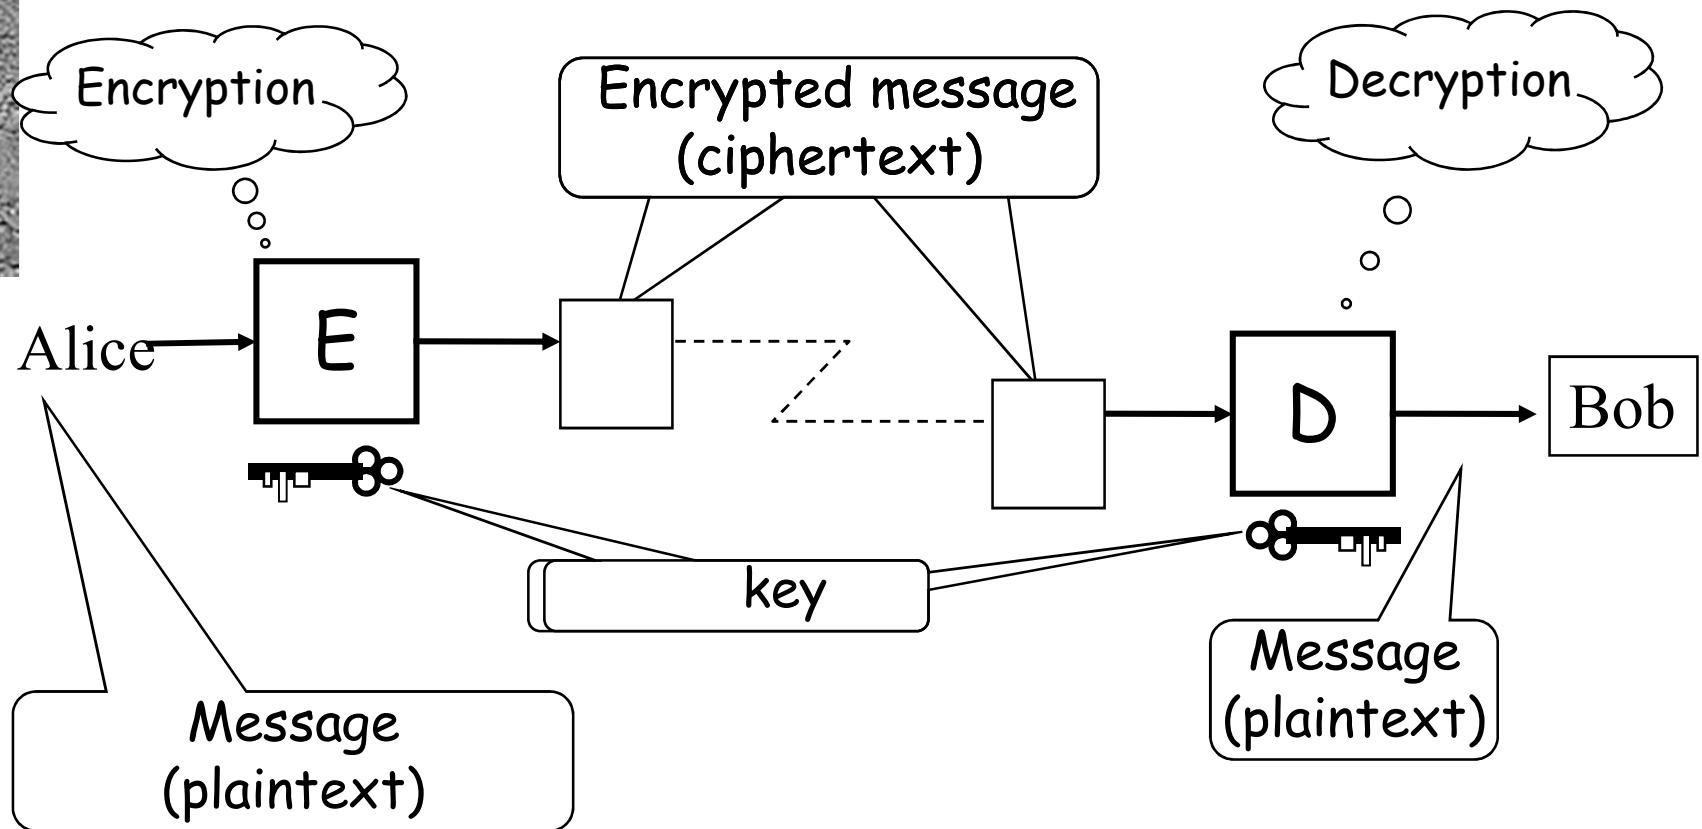 Encryption
Encrypted message
(ciphertext)
Decryption
Alice
E
D
Bob
key
Message
(plaintext)
Message
(plaintext)